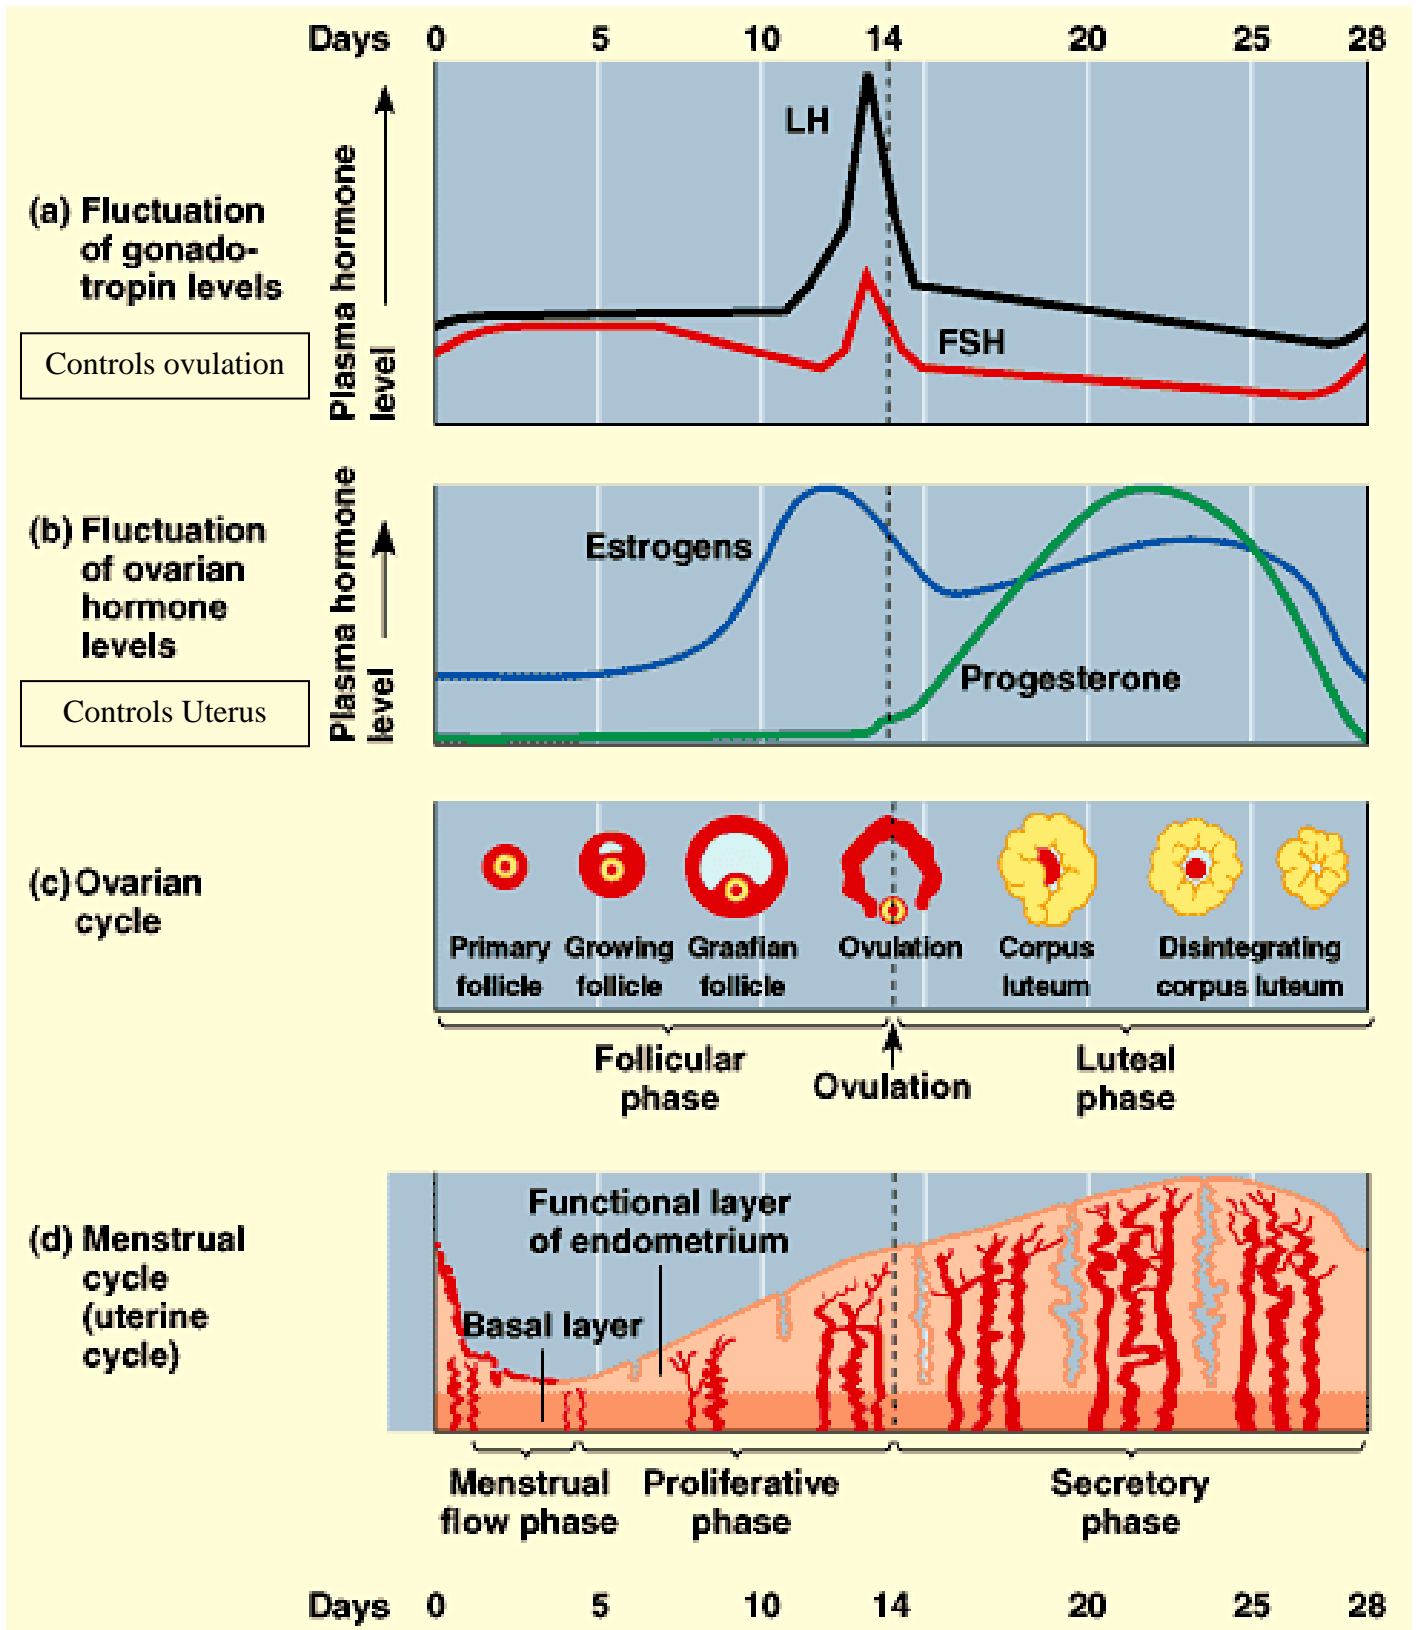 Days 0 5 10 14 20 25 28
LH
(a) Fluctuation
of gonado-
tropin levels
Controls ovulation
Plasma hormone
level
FSH
(b) Fluctuation
of ovarian
hormone
levels
Controls Uterus
Plasma hormone
level
Estrogens
Progesterone
(c) Ovarian
cycle
Primary
follicle
Growing
follicle
Graafian
follicle
Ovulation
Corpus
luteum
Disintegrating
corpus luteum
Follicular
phase
Ovulation
Luteal
phase
(d) Menstrual
cycle
(uterine
cycle)
Functional layer
of endometrium
Basal layer
Menstrual
flow phase
Proliferative
phase
Secretory
phase
Days 0 5 10 14 20 25 28